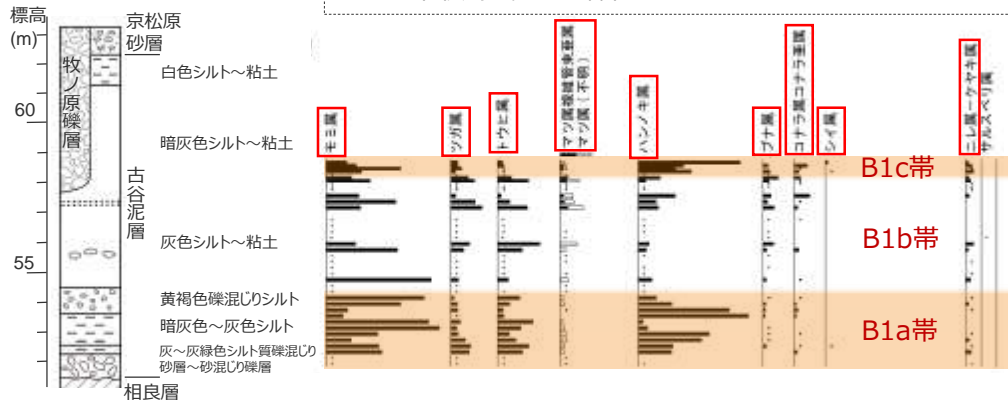 標高
(m)
60
55
京松原
砂層
牧ノ原礫層
古谷泥層
白色シルト～粘土
暗灰色シルト～粘土
灰色シルト～粘土
黄褐色礫混じりシルト
暗灰色～灰色シルト
灰～灰緑色シルト質礫混じり
砂層～砂混じり礫層
相良層
モミ属
ツガ属
トウヒ属
マツ属複維管束亜属
マツ属(不明)
ハンノキ属
ブナ属
コナラ属コナラ亜属
シイ属
ニレ属ーケヤキ属
サルスベリ属
B1c帯
B1b帯
B1a帯